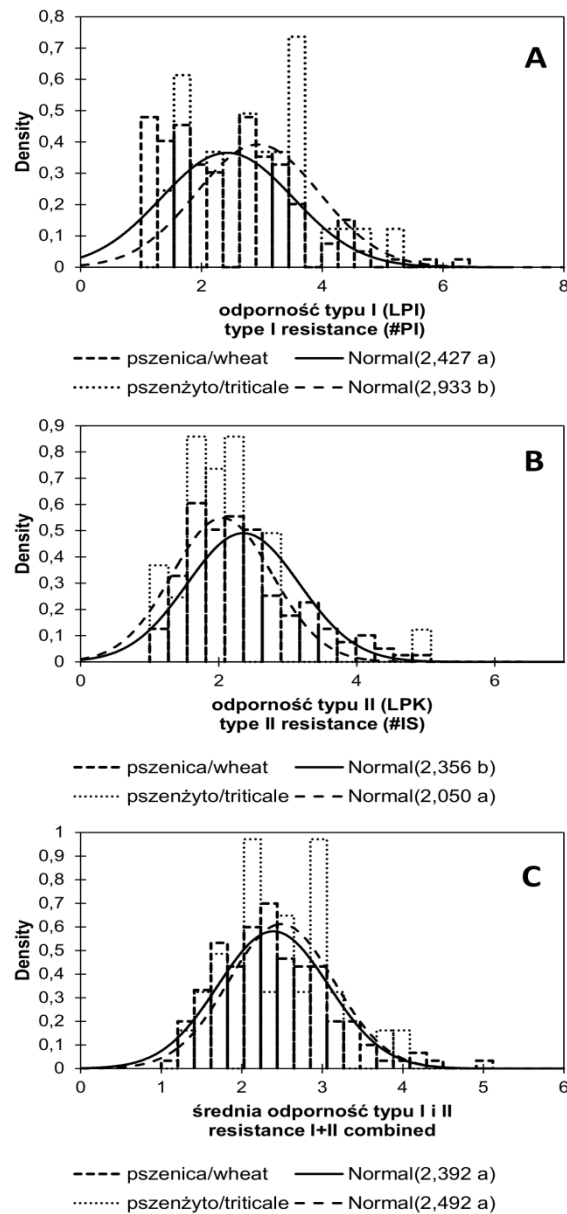 A
Density
0,8
0,7
0,6
0,5
0,4
0,3
0,2
0,1
0
0 2 4 6 8
odporność typu I (LPI)
type I resistance (#PI)
pszenica/wheat Normal(2,427 a)
pszenżyto/triticale Normal(2,933 b)
B
Density
0,9
0,8
0,7
0,6
0,5
0,4
0,3
0,2
0,1
0
0 2 4 6
odporność typu II (LPK)
type II resistance (#IS)
pszenica/wheat Normal(2,356 b)
pszenżyto/triticale Normal(2,050 a)
C
Density
1
0,9
0,8
0,7
0,6
0,5
0,4
0,3
0,2
0,1
0
0 1 2 3 4 5 6
średnia odporność typu I i II
resistance I+II combined
pszenica/wheat Normal(2,392 a)
pszenżyto/triticale Normal(2,492 a)